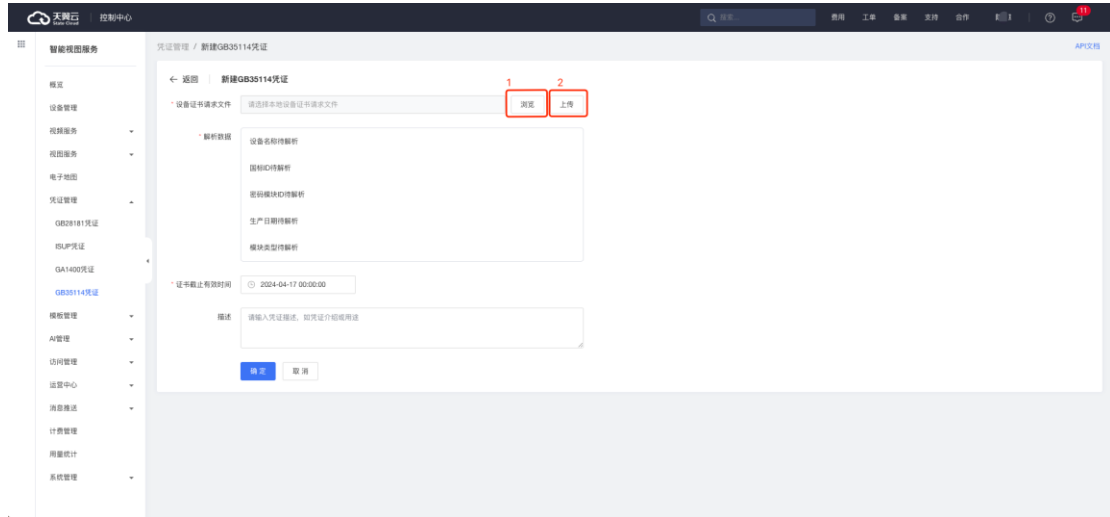 天翼云 State Cloud 控制中心 搜索... 费用 工单 备案 支持 合作 11
智能视图服务
凭证管理 / 新建GB35114凭证 API文档
← 返回 新建GB35114凭证
1 2
* 设备证书请求文件 请选择本地设备证书请求文件 浏览 上传
* 解析数据
设备名称待解析
国标ID待解析
密码模块ID待解析
生产日期待解析
模块类型待解析
* 证书截止有效时间 2024-04-17 00:00:00
描述 请输入凭证描述，如凭证介绍或用途
确定 取消
概览
设备管理
视频服务
视图服务
电子地图
凭证管理
GB28181凭证
ISUP凭证
GA1400凭证
GB35114凭证
模板管理
AI管理
访问管理
运营中心
消息推送
计费管理
用量统计
系统管理